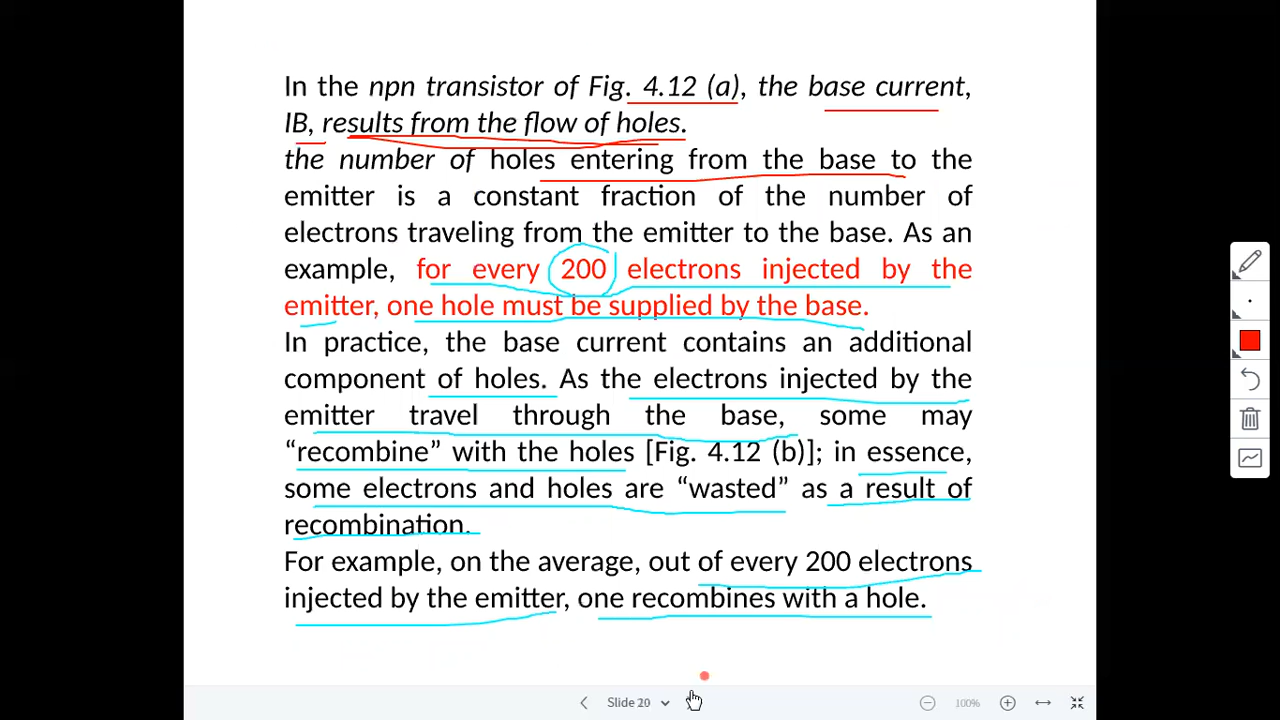 In the npn transistor of Fig. 4.12 (a), the base current,
IB, results from the flow of holes.
the number of holes entering from the base to the
emitter is a constant fraction of the number of
electrons traveling from the emitter to the base. As an
example, for every 200 electrons injected by the
emitter, one hole must be supplied by the base.
In practice, the base current contains an additional
component of holes. As the electrons injected by the
emitter travel through the base, some may
“recombine” with the holes [Fig. 4.12 (b)]; in essence,
some electrons and holes are “wasted” as a result of
recombination.
For example, on the average, out of every 200 electrons
injected by the emitter, one recombines with a hole.
Slide 20
100%